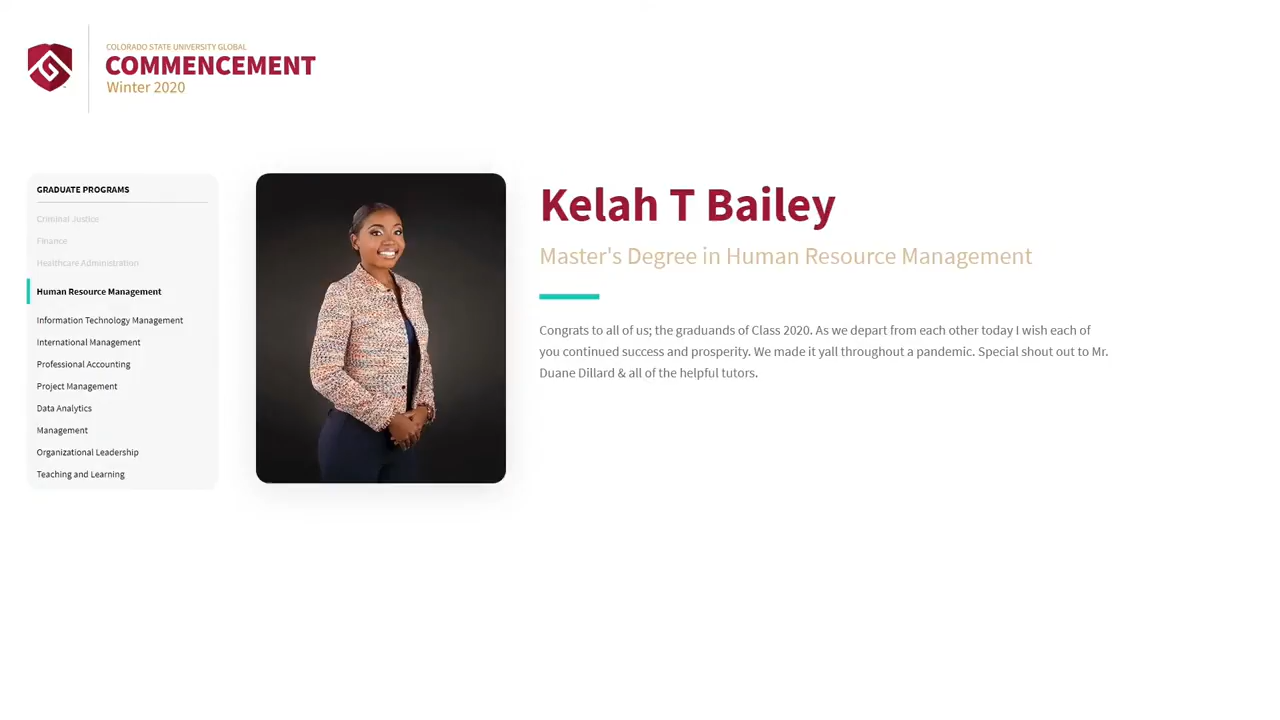 COLORADO STATE UNIVERSITY GLOBAL
COMMENCEMENT
Winter 2020
GRADUATE PROGRAMS
Criminal Justice
Finance
Healthcare Administration
Human Resource Management
Information Technology Management
International Management
Professional Accounting
Project Management
Data Analytics
Management
Organizational Leadership
Teaching and Learning
Kelah T Bailey
Master's Degree in Human Resource Management
Congrats to all of us; the graduands of Class 2020. As we depart from each other today I wish each of
you continued success and prosperity. We made it yall throughout a pandemic. Special shout out to Mr.
Duane Dillard & all of the helpful tutors.